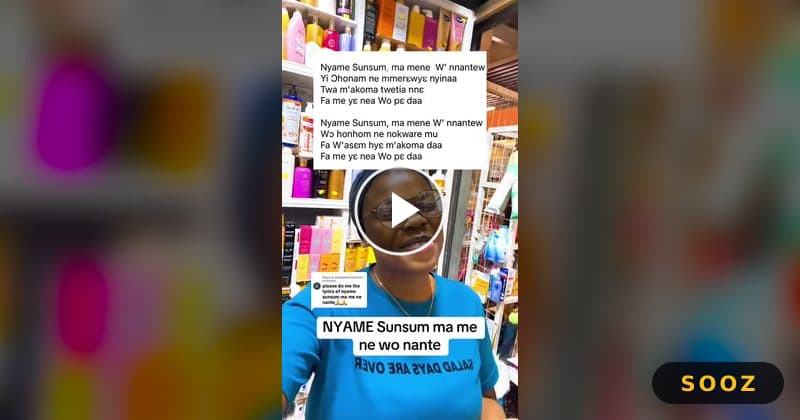 Nyame Sunsum, ma mene W' nnantew
Yi Ɔhonam ne mmerɛwyɛ nyinaa
Twa m'akoma twetia nnɛ
Fa me yɛ nea Wo pɛ daa
Nyame Sunsum, ma mene W' nnantew
Wɔ honhom ne nokware mu
Fa W'asɛm hyɛ m'akoma daa
Fa me yɛ nea Wo pɛ daa
please do me the
lyrics of nyame
sunsum ma me ne
nante🙏🙏
NYAME Sunsum ma me
ne wo nante
SALAD DAYS ARE OVER
SOOZ